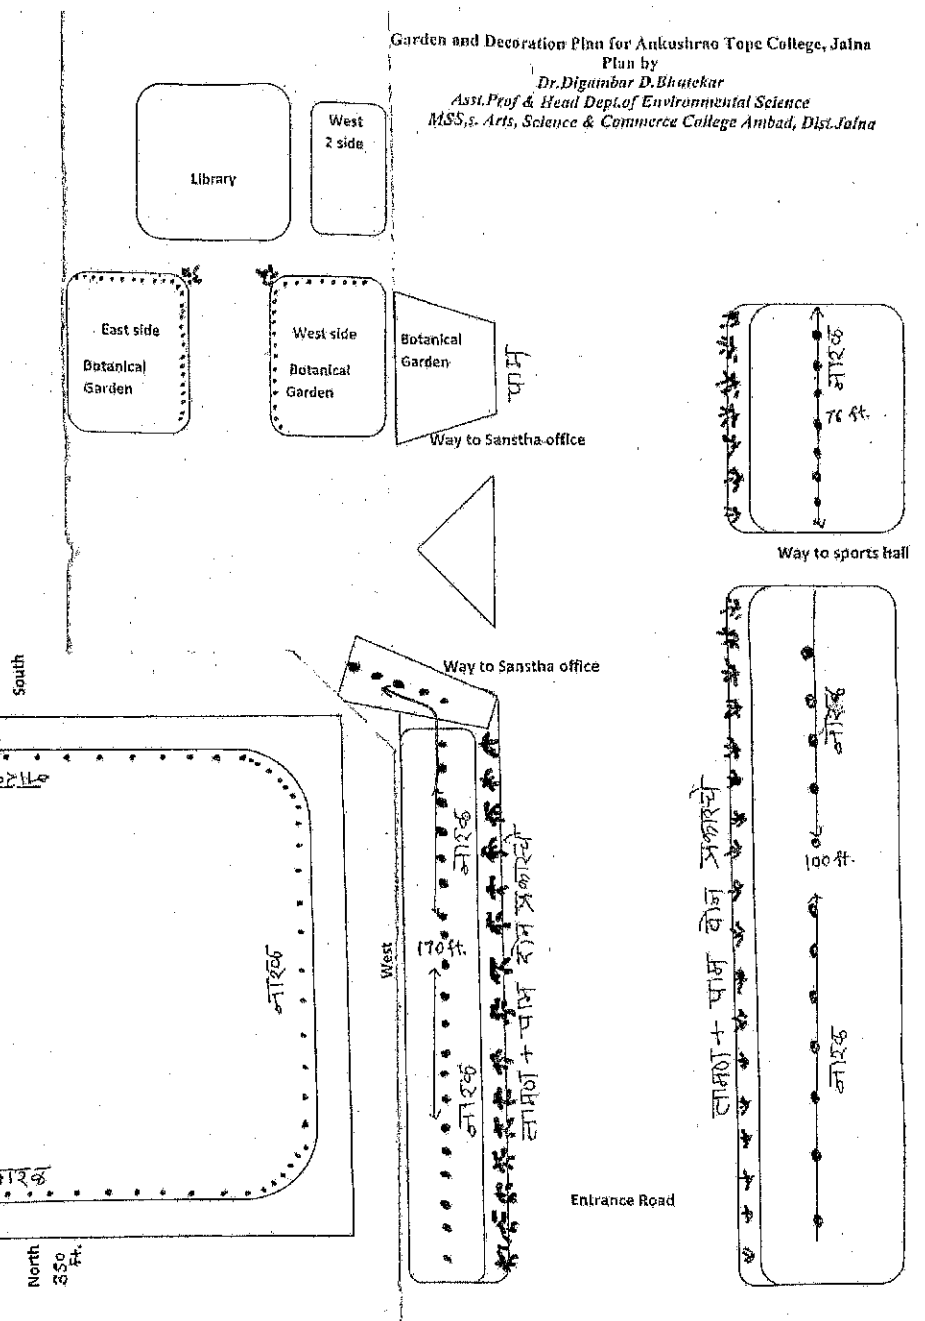 Garden and Decoration Plan for Ankushrao Tope College, Jalna
Plan by
Dr.Digambar D.Bhutekar
Asst.Prof & Head Dept.of Environmental Science
MSS,s. Arts, Science & Commerce College Ambad, Dist.Jalna
Library
West
2 side
East side
Botanical
Garden
West side
Botanical
Garden
Botanical
Garden
पाम
Way to Sanstha office
नारळ
76 ft.
Way to sports hall
South
Way to Sanstha office
नारळ
नारळ
100 ft.
नारळ
West
170 ft.
नारळ
नारळ
नारळ
नारळ
Entrance Road
North
350
ft.